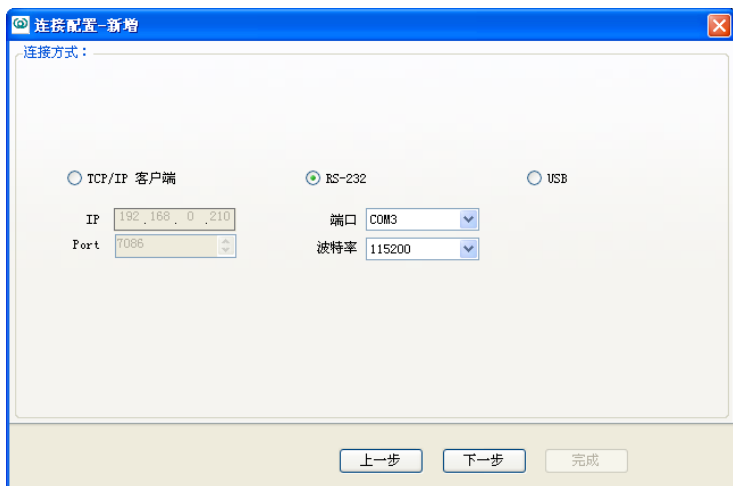 连接配置-新增
连接方式：
TCP/IP 客户端 RS-232 USB
IP 192.168.0.210 端口 COM3
Port 7086 波特率 115200
上一步 下一步 完成